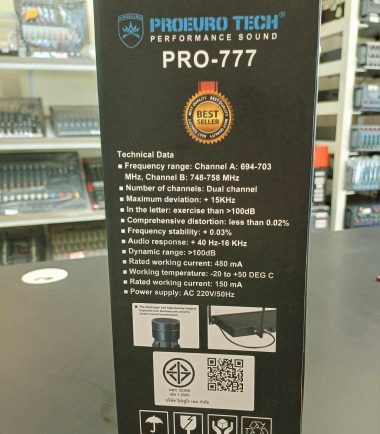 PROEURO TECH®
PERFORMANCE SOUND
PRO-777
BEST
SELLER
Technical Data
Frequency range: Channel A: 694-703
MHz, Channel B: 748-758 MHz
Number of channels: Dual channel
Maximum deviation: + 15KHz
In the letter: exercise than >100dB
Comprehensive distortion: less than 0.02%
Frequency stability: + 0.03%
Audio response: + 40 Hz-16 KHz
Dynamic range: >100dB
Rated working current: 480 mA
Working temperature: -20 to +50 DEG C
Rated working current: 150 mA
Power supply: AC 220V/50Hz